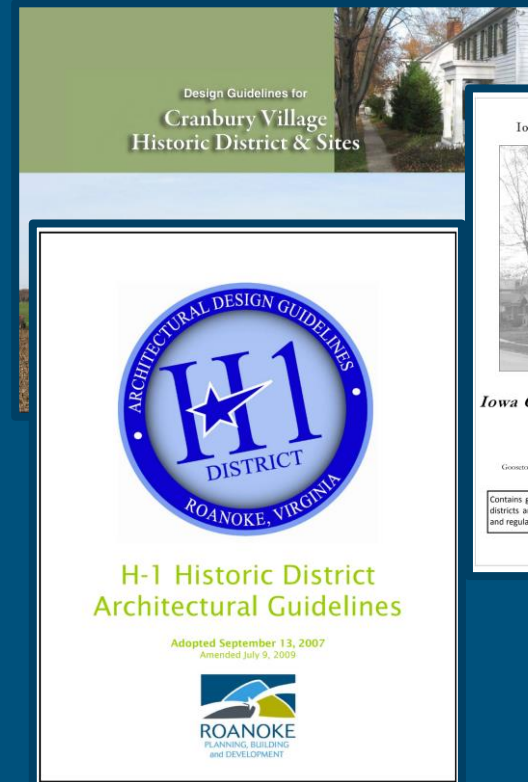 Design Guidelines for
Cranbury Village
Historic District & Sites
ARCHITECTURAL DESIGN GUIDELINES
H1
DISTRICT
ROANOKE, VIRGINIA
H-1 Historic District
Architectural Guidelines
Adopted September 13, 2007
Amended July 9, 2009
ROANOKE
PLANNING, BUILDING
and DEVELOPMENT
Iowa
Contains
districts
and